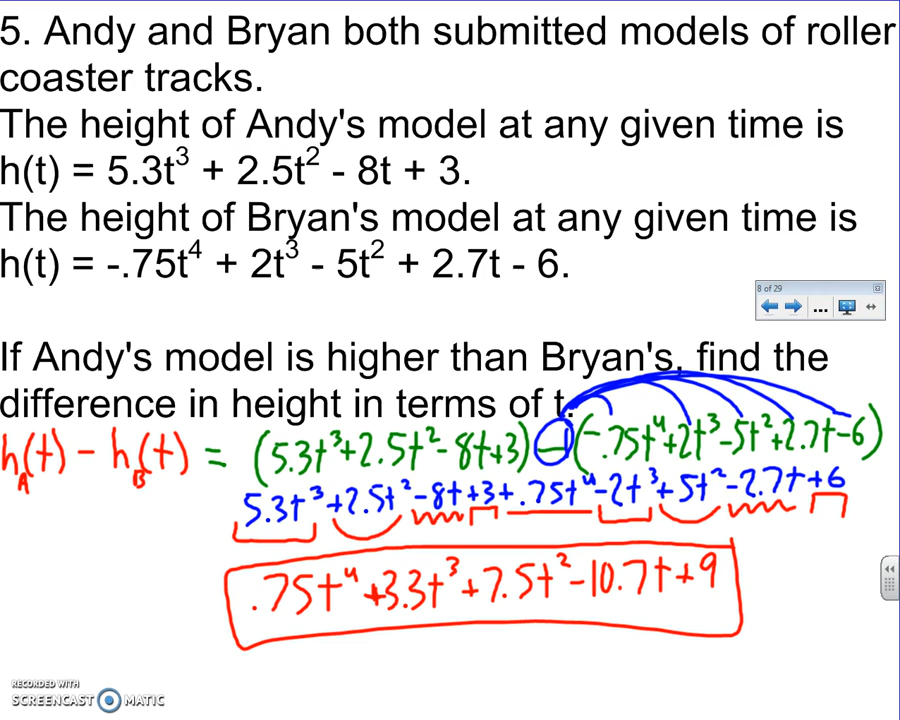 5. Andy and Bryan both submitted models of roller
coaster tracks.
The height of Andy's model at any given time is
h(t) = 5.3t³ + 2.5t² - 8t + 3.
The height of Bryan's model at any given time is
h(t) = -.75t⁴ + 2t³ - 5t² + 2.7t - 6.
8 of 29
...
If Andy's model is higher than Bryan's, find the
difference in height in terms of t.
h_A(t) - h_B(t) = (5.3t³+2.5t²-8t+3) -1 (-.75t⁴+2t³-5t²+2.7t-6)
5.3t³+2.5t²-8t+3+.75t⁴-2t³+5t²-2.7t+6
.75t⁴+3.3t³+7.5t²-10.7t+9
RECORDED WITH
SCREENCAST MATIC